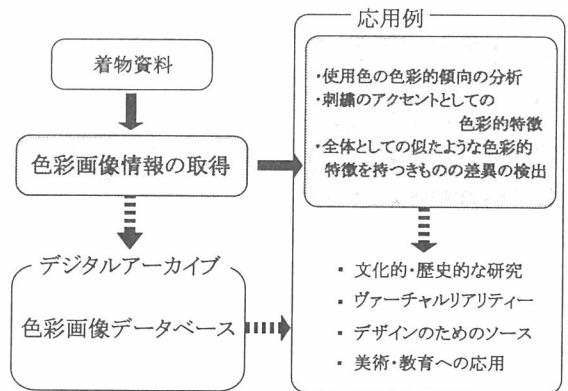 着物資料
色彩画像情報の取得
デジタルアーカイブ
色彩画像データベース
応用例
・使用色の色彩的傾向の分析
・刺繍のアクセントとしての
色彩的特徴
・全体としての似たような色彩的
特徴を持つきものの差異の検出
▪ 文化的・歴史的な研究
▪ ヴァーチャルリアリティー
▪ デザインのためのソース
▪ 美術・教育への応用